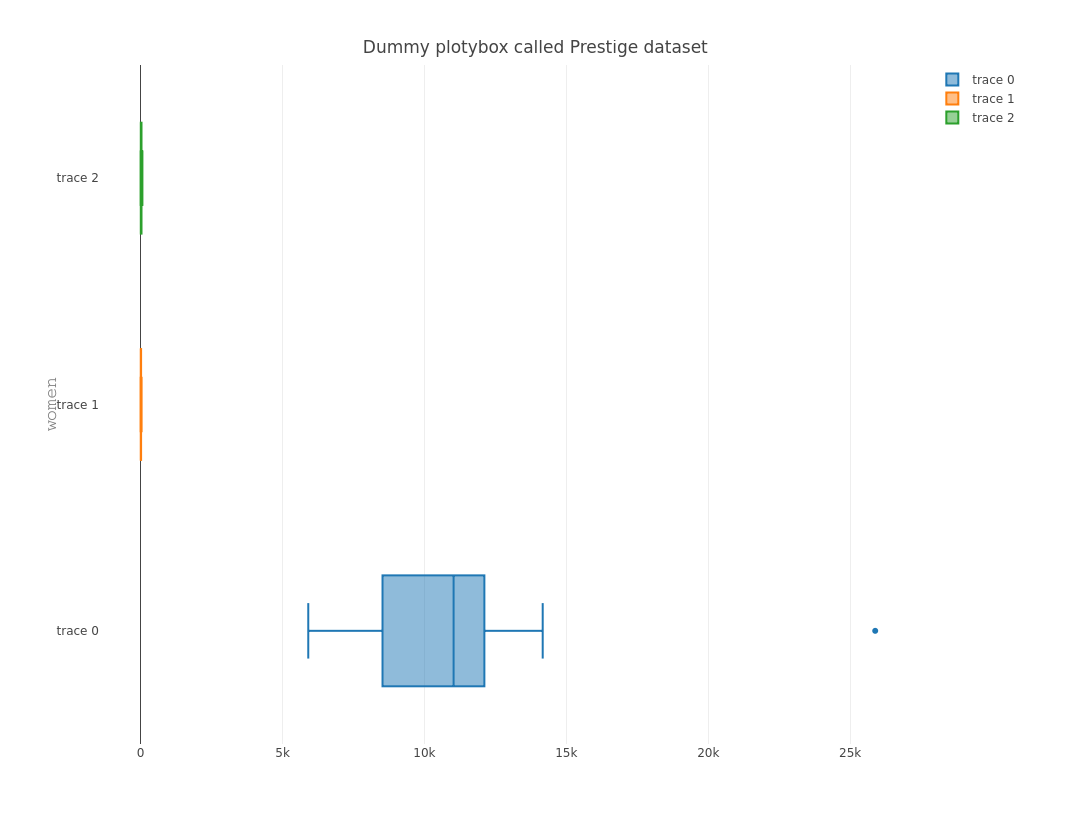 Dummy plotybox called Prestige dataset
trace 0
trace 1
trace 2
trace 2
women
trace 1
trace 0
0
5k
10k
15k
20k
25k